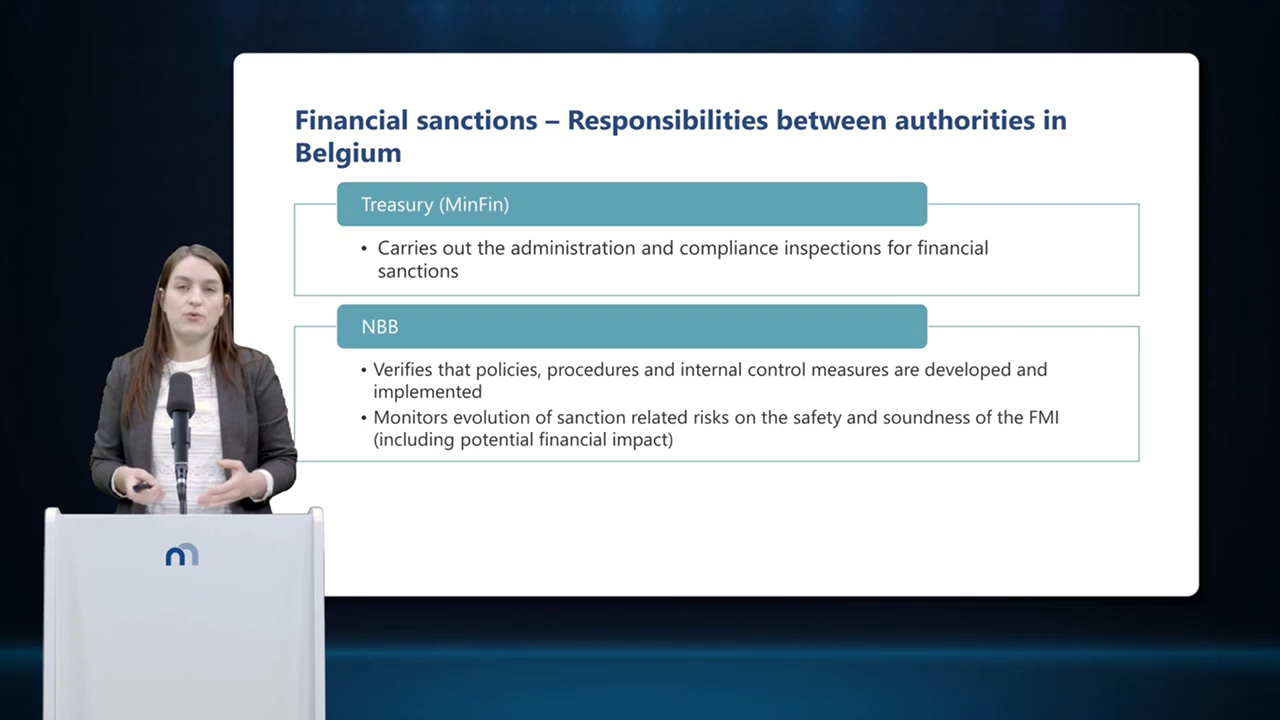 Financial sanctions – Responsibilities between authorities in
Belgium
Treasury (MinFin)
• Carries out the administration and compliance inspections for financial
sanctions
NBB
• Verifies that policies, procedures and internal control measures are developed and
implemented
• Monitors evolution of sanction related risks on the safety and soundness of the FMI
(including potential financial impact)